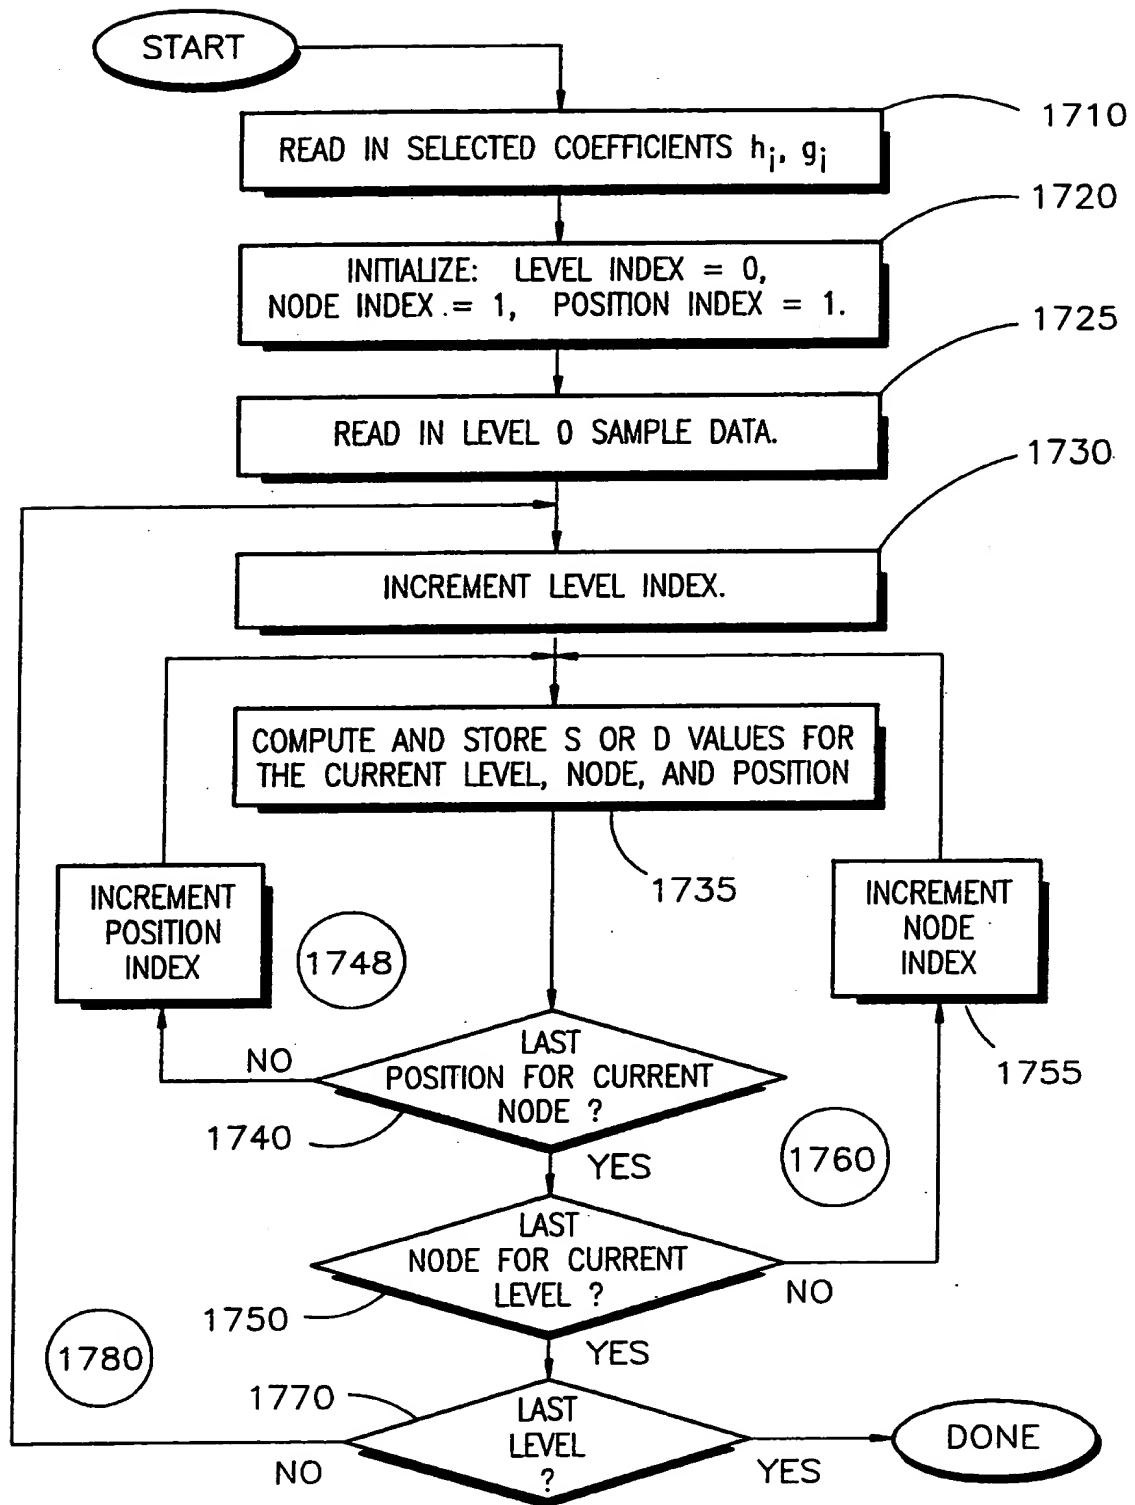 START
1710
READ IN SELECTED COEFFICIENTS hi, gi
1720
INITIALIZE: LEVEL INDEX = 0,
NODE INDEX = 1, POSITION INDEX = 1.
1725
READ IN LEVEL 0 SAMPLE DATA.
1730
INCREMENT LEVEL INDEX.
COMPUTE AND STORE S OR D VALUES FOR
THE CURRENT LEVEL, NODE, AND POSITION
1735
INCREMENT
POSITION
INDEX
1748
INCREMENT
NODE
INDEX
1755
NO
LAST
POSITION FOR CURRENT
NODE ?
1740
YES
1760
LAST
NODE FOR CURRENT
LEVEL ?
NO
1750
YES
1780
1770
LAST
LEVEL
?
NO
YES
DONE